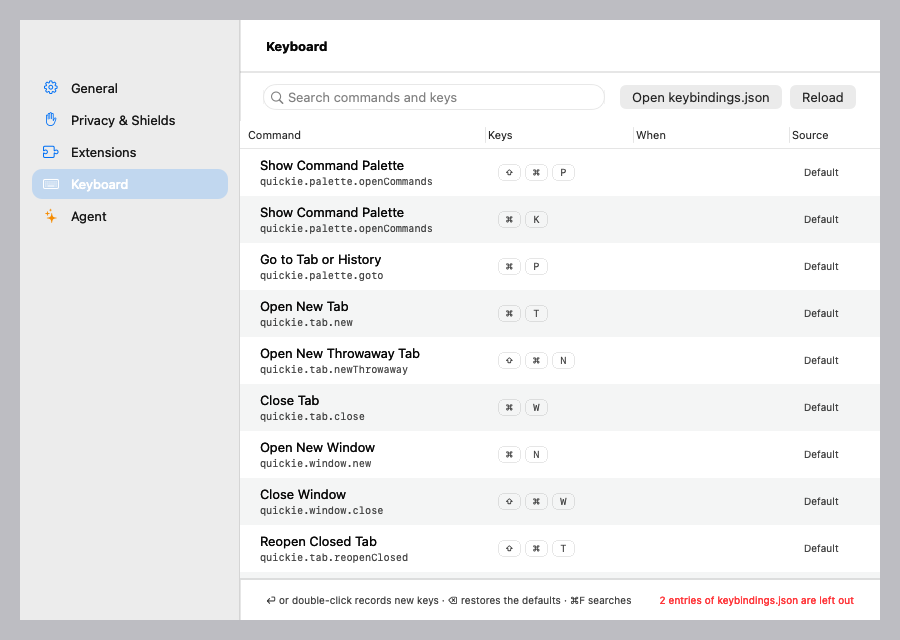 Keyboard
General
Privacy & Shields
Extensions
Keyboard
Agent
Search commands and keys
Open keybindings.json
Reload
Command Keys When Source
Show Command Palette
quickie.palette.openCommands
⇧ ⌘ P Default
Show Command Palette
quickie.palette.openCommands
⌘ K Default
Go to Tab or History
quickie.palette.goto
⌘ P Default
Open New Tab
quickie.tab.new
⌘ T Default
Open New Throwaway Tab
quickie.tab.newThrowaway
⇧ ⌘ N Default
Close Tab
quickie.tab.close
⌘ W Default
Open New Window
quickie.window.new
⌘ N Default
Close Window
quickie.window.close
⇧ ⌘ W Default
Reopen Closed Tab
quickie.tab.reopenClosed
⇧ ⌘ T Default
⏎ or double-click records new keys · ⌫ restores the defaults · ⌘F searches
2 entries of keybindings.json are left out